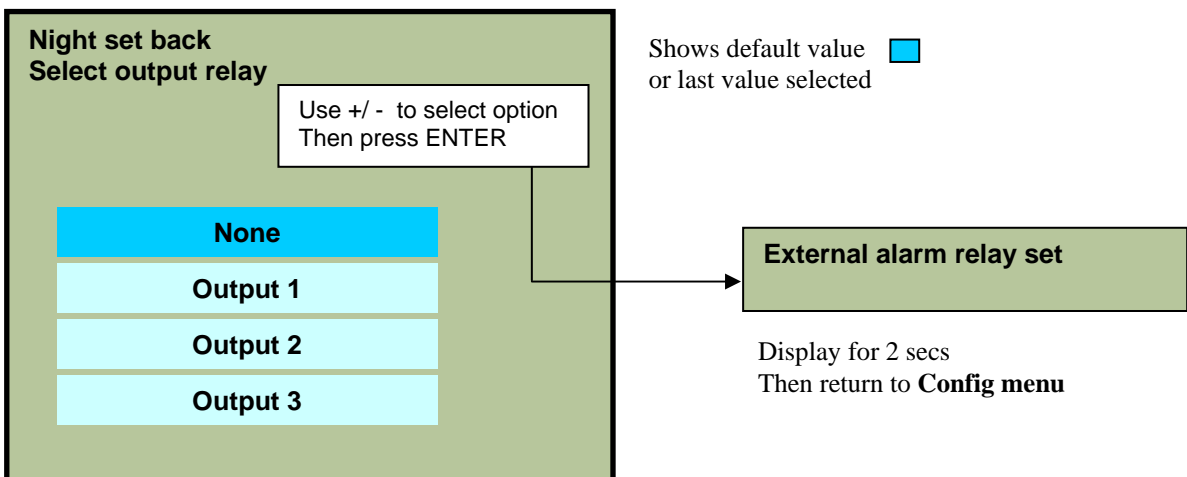 Night set back
Select output relay
Use +/ - to select option
Then press ENTER
None
Output 1
Output 2
Output 3
Shows default value
or last value selected
External alarm relay set
Display for 2 secs
Then return to Config menu